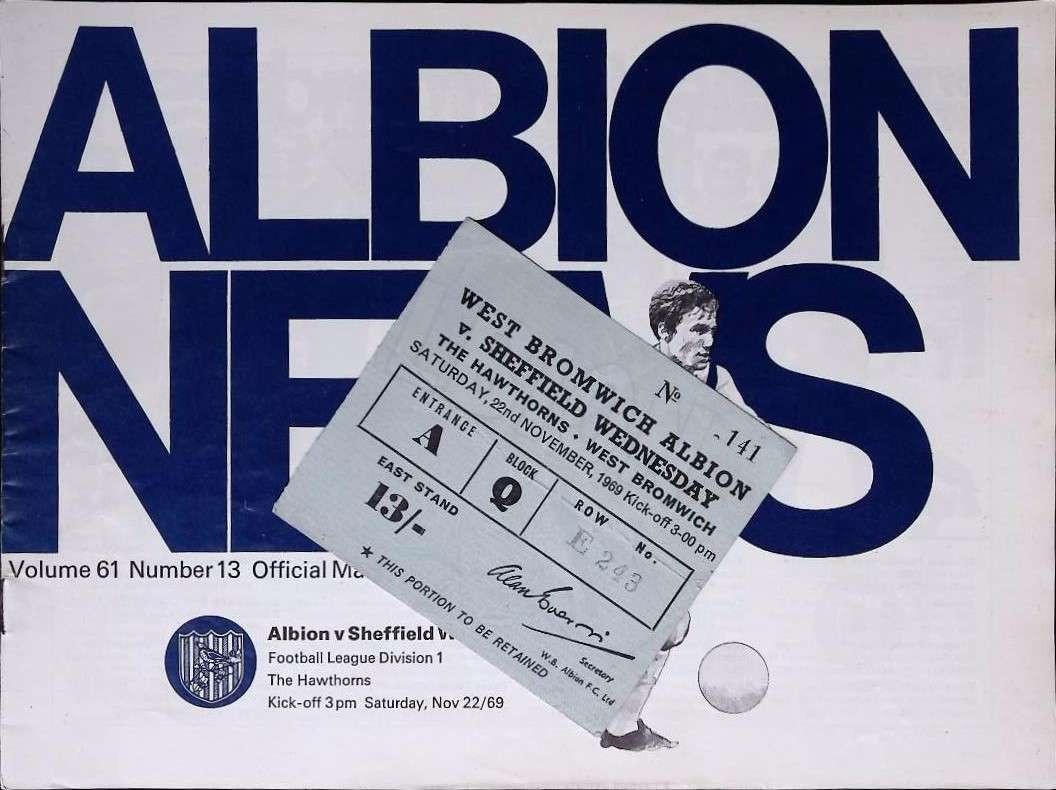 ALBION
NEWS
Volume 61 Number 13 Official Ma
Albion v Sheffield W
Football League Division 1
The Hawthorns
Kick-off 3pm Saturday, Nov 22/69
Nº -141
WEST BROMWICH ALBION
v. SHEFFIELD WEDNESDAY
THE HAWTHORNS • WEST BROMWICH
SATURDAY, 22nd NOVEMBER, 1969 Kick-off 3-00 pm
ENTRANCE BLOCK ROW No.
A Q E 243
EAST STAND
13/-
Alan Everiss
Secretary
W.B. Albion F.C. Ltd
★ THIS PORTION TO BE RETAINED